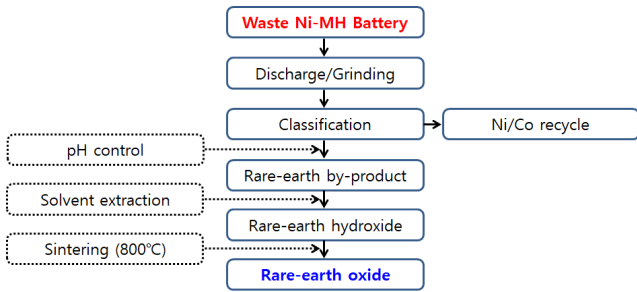 Waste Ni-MH Battery
Discharge/Grinding
Classification
Ni/Co recycle
pH control
Rare-earth by-product
Solvent extraction
Rare-earth hydroxide
Sintering (800℃)
Rare-earth oxide